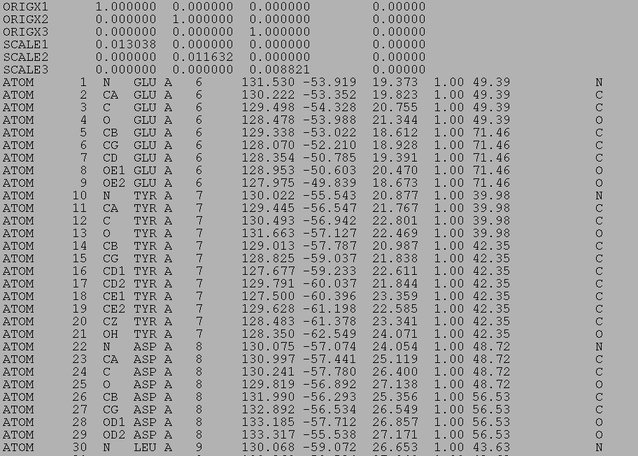 ORIGX1 1.000000 0.000000 0.000000 0.00000
ORIGX2 0.000000 1.000000 0.000000 0.00000
ORIGX3 0.000000 0.000000 1.000000 0.00000
SCALE1 0.013038 0.000000 0.000000 0.00000
SCALE2 0.000000 0.011632 0.000000 0.00000
SCALE3 0.000000 0.000000 0.008821 0.00000
ATOM 1 N GLU A 6 131.530 -53.919 19.373 1.00 49.39 N
ATOM 2 CA GLU A 6 130.222 -53.352 19.823 1.00 49.39 C
ATOM 3 C GLU A 6 129.498 -54.328 20.755 1.00 49.39 C
ATOM 4 O GLU A 6 128.478 -53.988 21.344 1.00 49.39 O
ATOM 5 CB GLU A 6 129.338 -53.022 18.612 1.00 71.46 C
ATOM 6 CG GLU A 6 128.070 -52.210 18.928 1.00 71.46 C
ATOM 7 CD GLU A 6 128.354 -50.785 19.391 1.00 71.46 C
ATOM 8 OE1 GLU A 6 128.953 -50.603 20.470 1.00 71.46 O
ATOM 9 OE2 GLU A 6 127.975 -49.839 18.673 1.00 71.46 O
ATOM 10 N TYR A 7 130.022 -55.543 20.877 1.00 39.98 N
ATOM 11 CA TYR A 7 129.445 -56.547 21.767 1.00 39.98 C
ATOM 12 C TYR A 7 130.493 -56.942 22.801 1.00 39.98 C
ATOM 13 O TYR A 7 131.663 -57.127 22.469 1.00 39.98 O
ATOM 14 CB TYR A 7 129.013 -57.787 20.987 1.00 42.35 C
ATOM 15 CG TYR A 7 128.825 -59.037 21.838 1.00 42.35 C
ATOM 16 CD1 TYR A 7 127.677 -59.233 22.611 1.00 42.35 C
ATOM 17 CD2 TYR A 7 129.791 -60.037 21.844 1.00 42.35 C
ATOM 18 CE1 TYR A 7 127.500 -60.396 23.359 1.00 42.35 C
ATOM 19 CE2 TYR A 7 129.628 -61.198 22.585 1.00 42.35 C
ATOM 20 CZ TYR A 7 128.483 -61.378 23.341 1.00 42.35 C
ATOM 21 OH TYR A 7 128.350 -62.549 24.071 1.00 42.35 O
ATOM 22 N ASP A 8 130.075 -57.074 24.054 1.00 48.72 N
ATOM 23 CA ASP A 8 130.997 -57.441 25.119 1.00 48.72 C
ATOM 24 C ASP A 8 130.241 -57.780 26.400 1.00 48.72 C
ATOM 25 O ASP A 8 129.819 -56.892 27.138 1.00 48.72 O
ATOM 26 CB ASP A 8 131.990 -56.293 25.356 1.00 56.53 C
ATOM 27 CG ASP A 8 132.892 -56.534 26.549 1.00 56.53 C
ATOM 28 OD1 ASP A 8 133.185 -57.712 26.857 1.00 56.53 O
ATOM 29 OD2 ASP A 8 133.317 -55.538 27.171 1.00 56.53 O
ATOM 30 N LEU A 9 130.068 -59.072 26.653 1.00 43.63 N